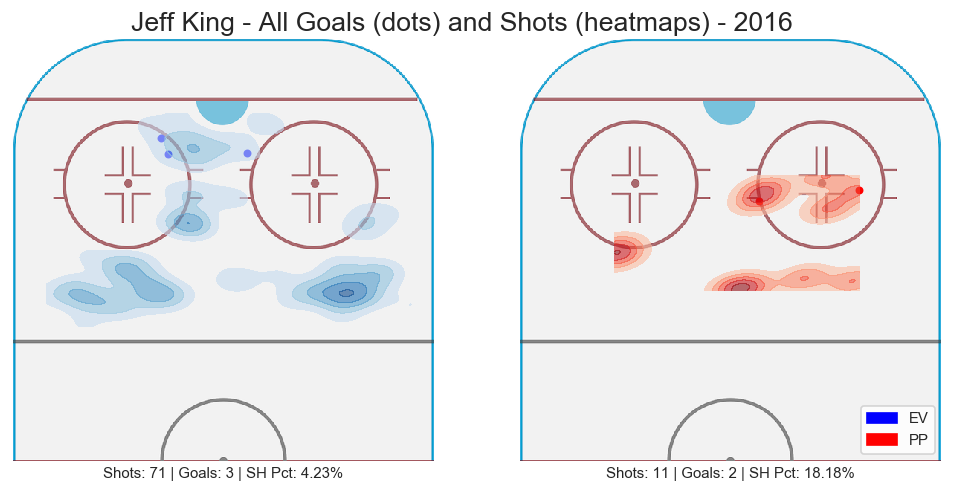 Jeff King - All Goals (dots) and Shots (heatmaps) - 2016
EV
PP
Shots: 71 | Goals: 3 | SH Pct: 4.23%
Shots: 11 | Goals: 2 | SH Pct: 18.18%